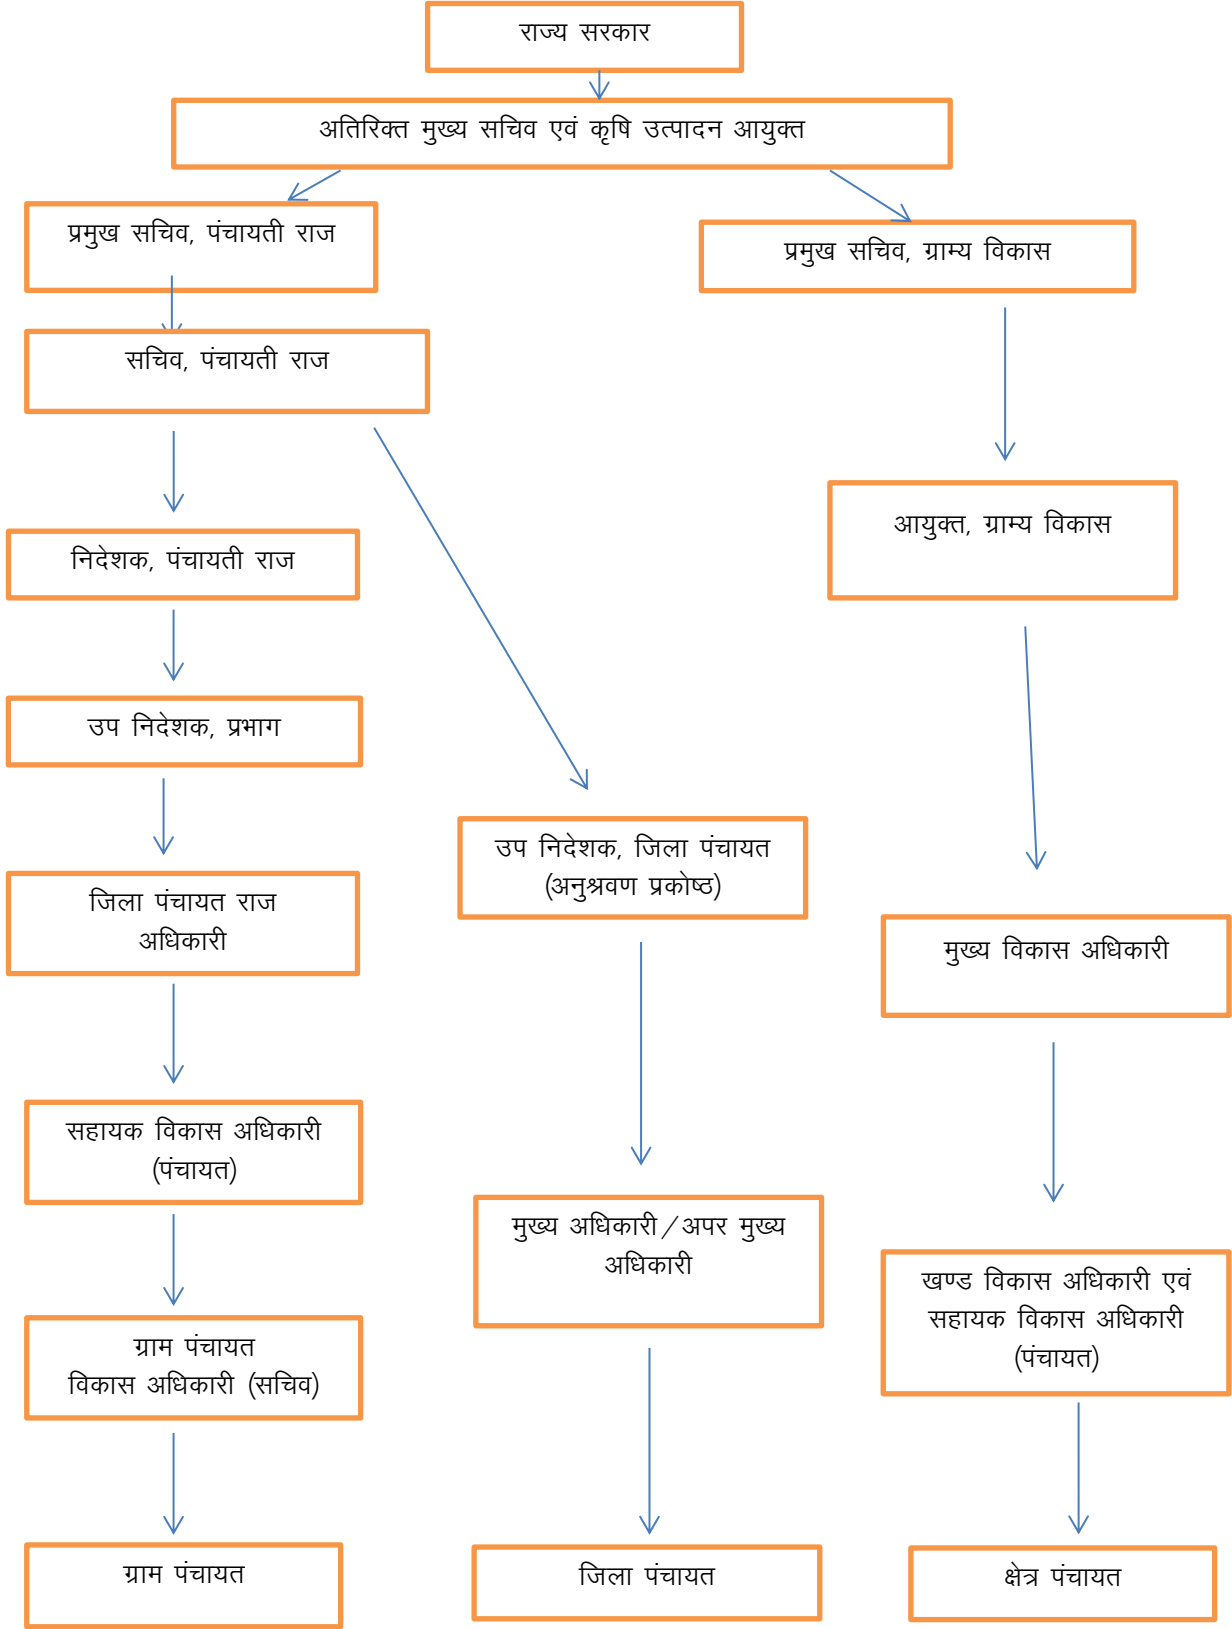 राज्य सरकार
अतिरिक्त मुख्य सचिव एवं कृषि उत्पादन आयुक्त
प्रमुख सचिव, पंचायती राज
प्रमुख सचिव, ग्राम्य विकास
सचिव, पंचायती राज
आयुक्त, ग्राम्य विकास
निदेशक, पंचायती राज
उप निदेशक, प्रभाग
उप निदेशक, जिला पंचायत
(अनुश्रवण प्रकोष्ठ)
जिला पंचायत राज
अधिकारी
मुख्य विकास अधिकारी
सहायक विकास अधिकारी
(पंचायत)
मुख्य अधिकारी/अपर मुख्य
अधिकारी
खण्ड विकास अधिकारी एवं
सहायक विकास अधिकारी
(पंचायत)
ग्राम पंचायत
विकास अधिकारी (सचिव)
ग्राम पंचायत
जिला पंचायत
क्षेत्र पंचायत